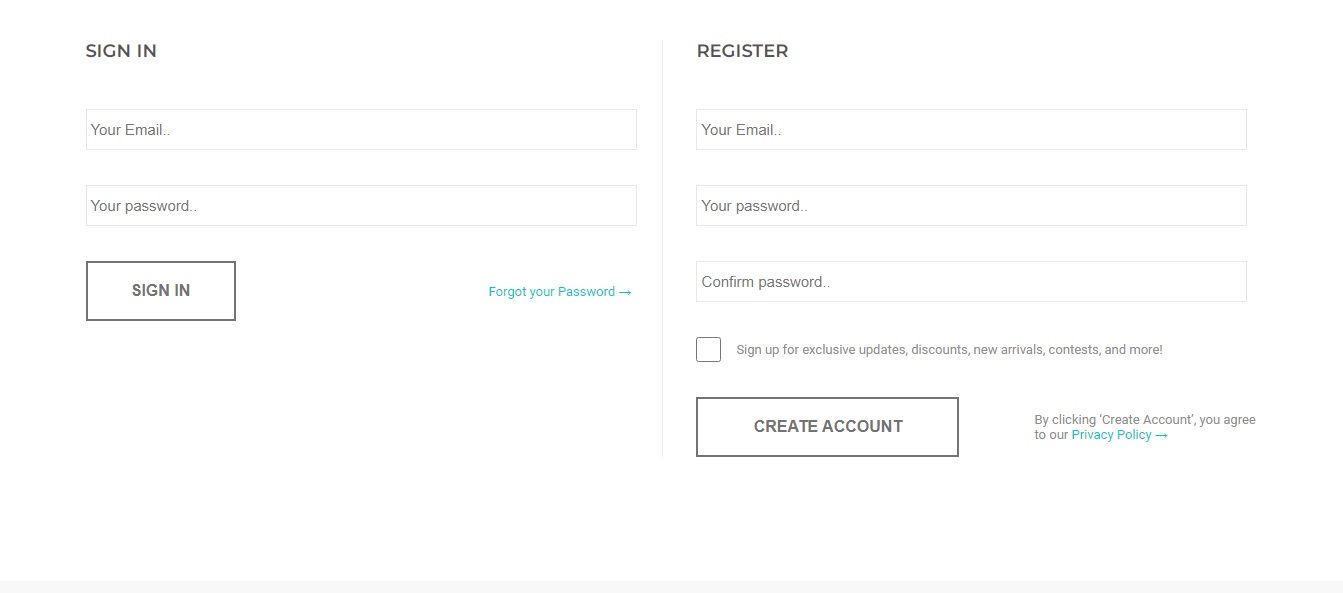 SIGN IN
Your Email..
Your password..
SIGN IN
Forgot your Password →
REGISTER
Your Email..
Your password..
Confirm password..
Sign up for exclusive updates, discounts, new arrivals, contests, and more!
CREATE ACCOUNT
By clicking ‘Create Account’, you agree
to our Privacy Policy →